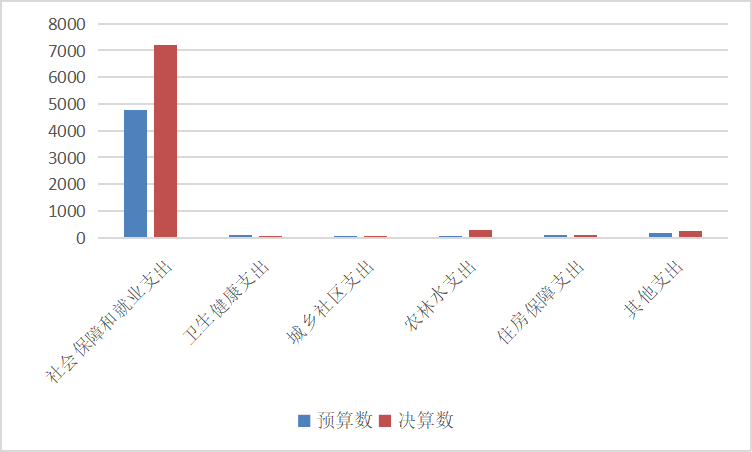 8000
7000
6000
5000
4000
3000
2000
1000
0
社会保障和就业支出
卫生健康支出
城乡社区支出
农林水支出
住房保障支出
其他支出
预算数 决算数